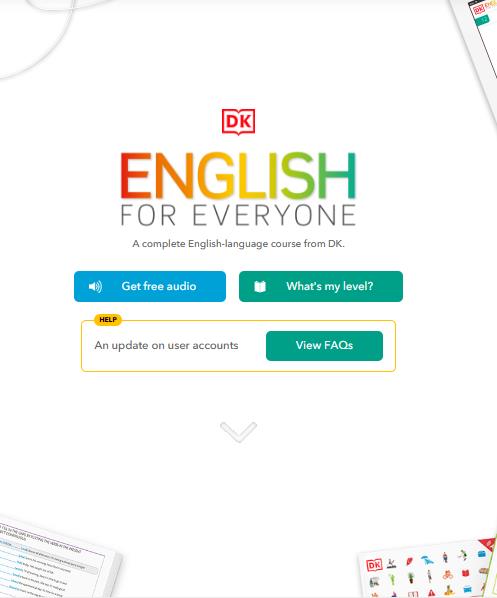 DK
ENGLISH
FOR EVERYONE
A complete English-language course from DK.
Get free audio
What's my level?
HELP
An update on user accounts
View FAQs
DK